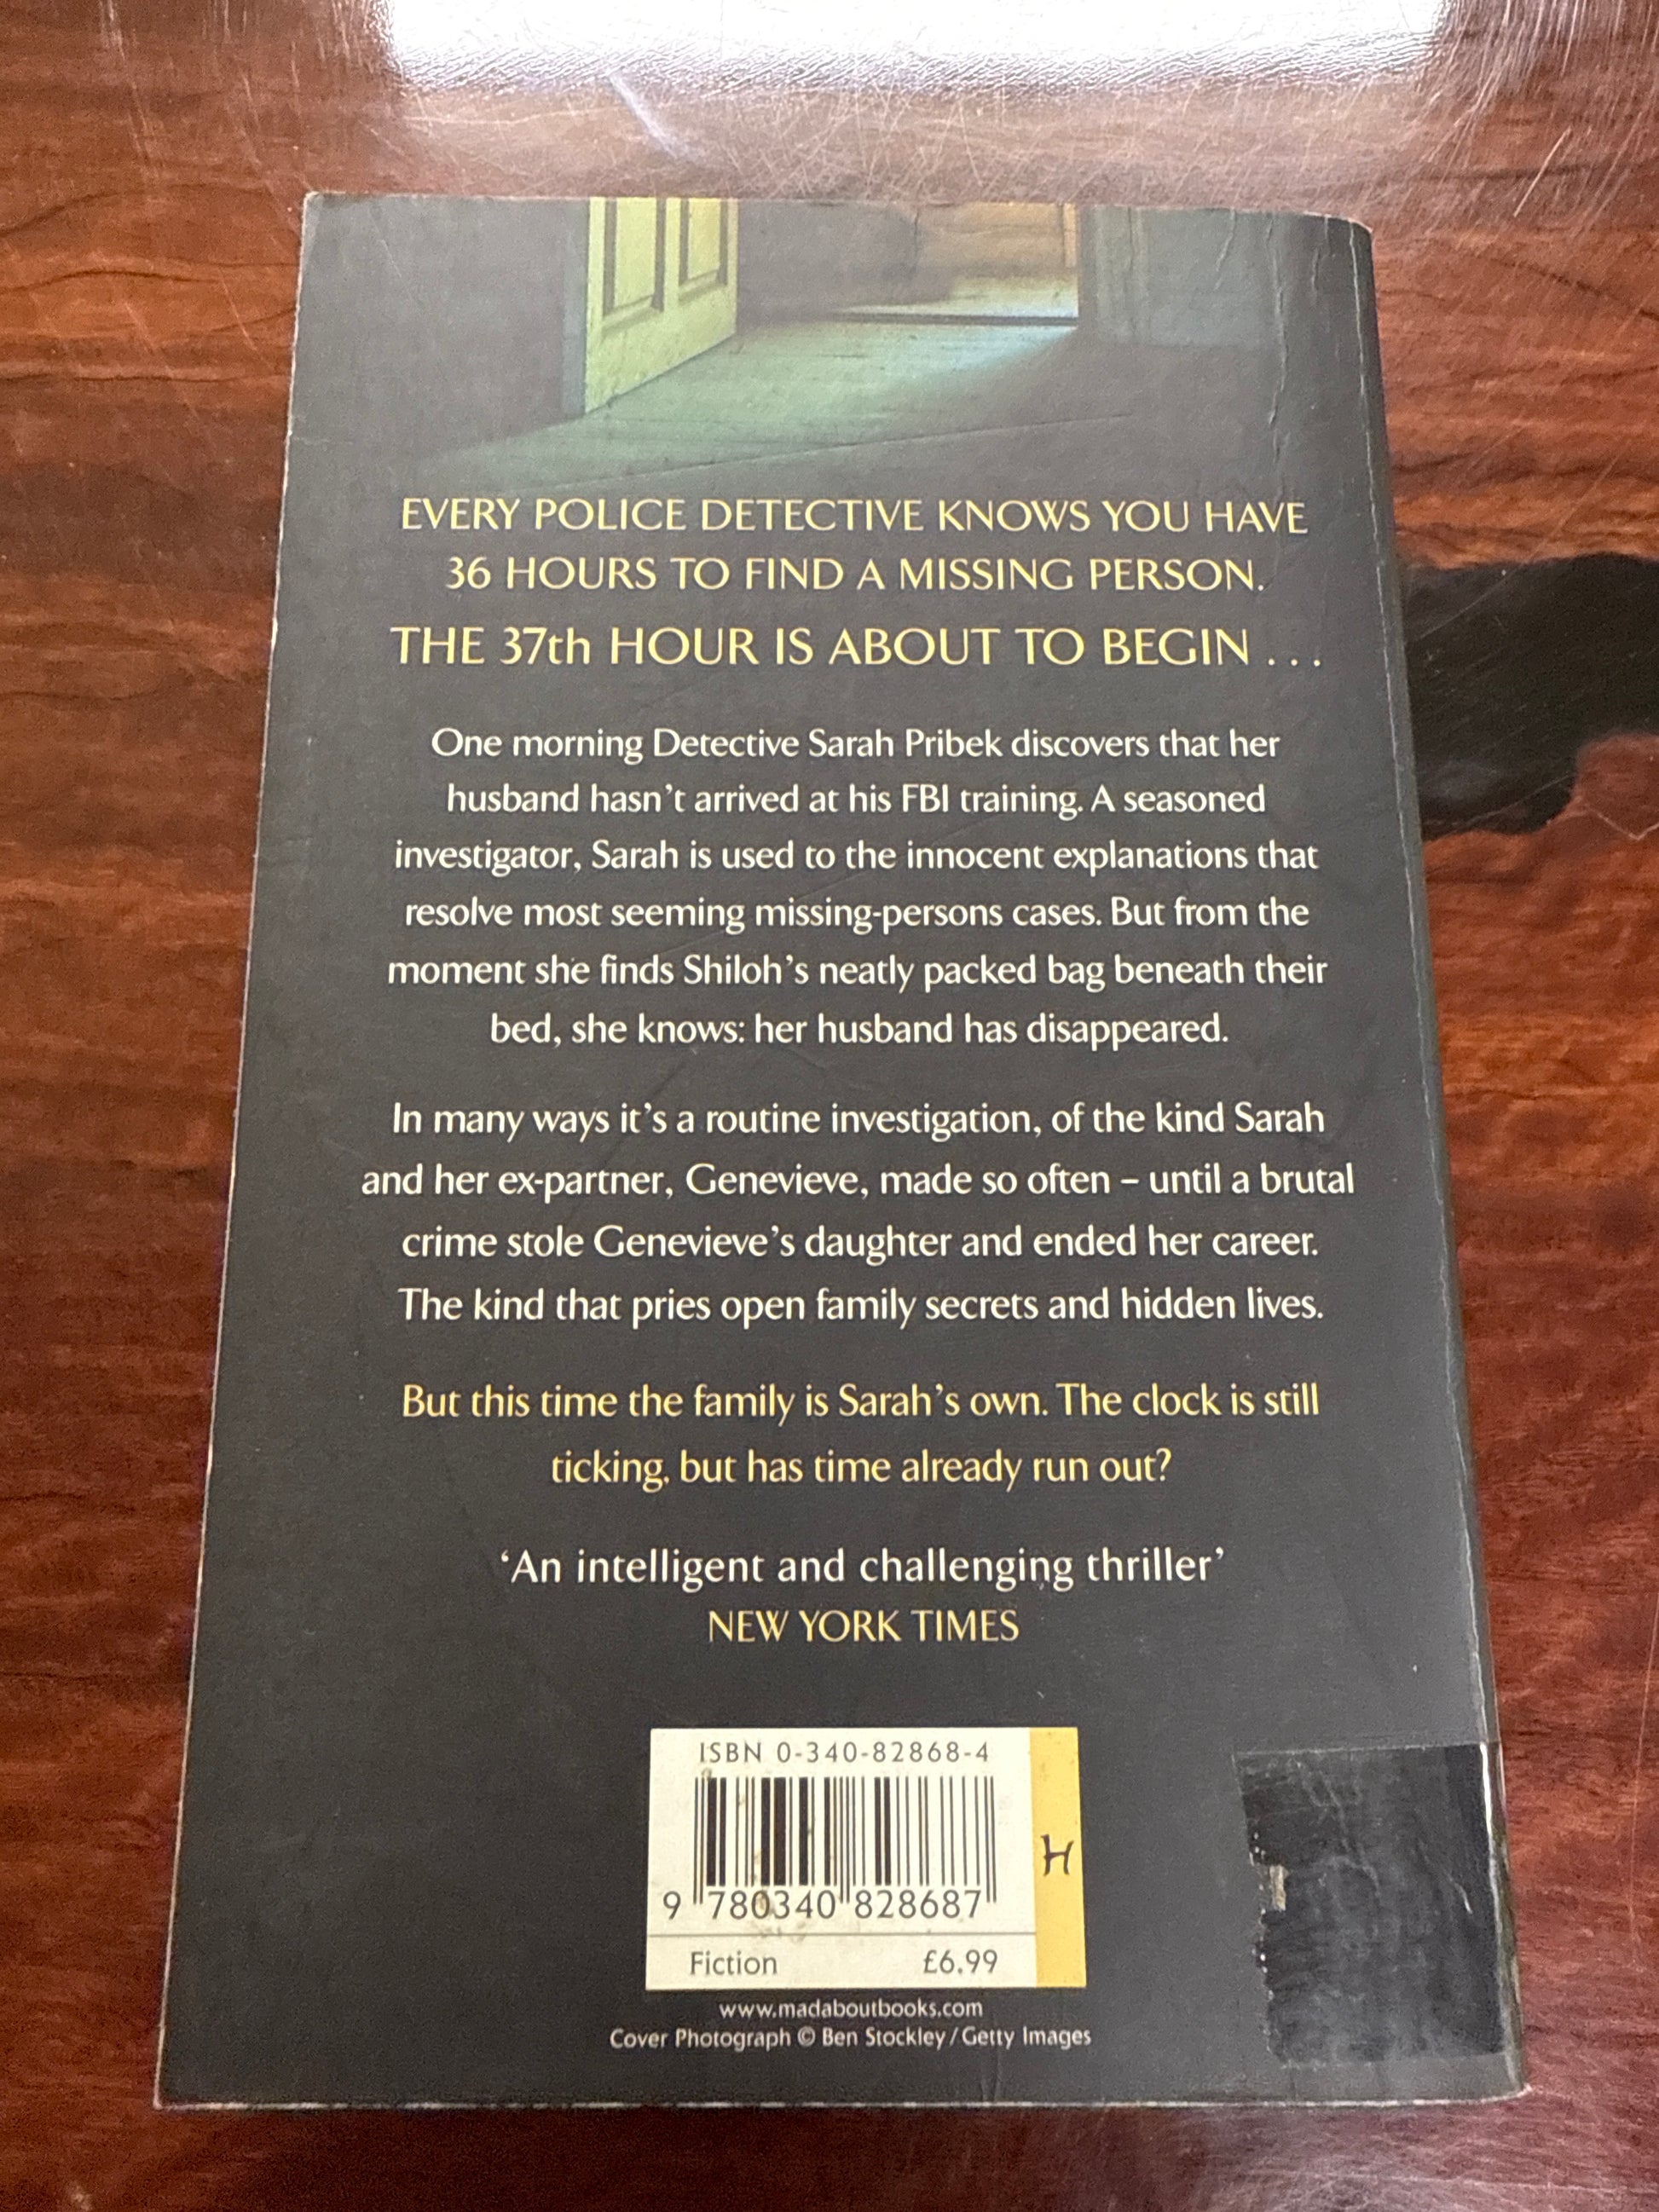 EVERY POLICE DETECTIVE KNOWS YOU HAVE
36 HOURS TO FIND A MISSING PERSON.
THE 37th HOUR IS ABOUT TO BEGIN . . .
One morning Detective Sarah Pribek discovers that her
husband hasn’t arrived at his FBI training. A seasoned
investigator, Sarah is used to the innocent explanations that
resolve most seeming missing-persons cases. But from the
moment she finds Shiloh’s neatly packed bag beneath their
bed, she knows: her husband has disappeared.
In many ways it’s a routine investigation, of the kind Sarah
and her ex-partner, Genevieve, made so often – until a brutal
crime stole Genevieve’s daughter and ended her career.
The kind that pries open family secrets and hidden lives.
But this time the family is Sarah’s own. The clock is still
ticking, but has time already run out?
‘An intelligent and challenging thriller’
NEW YORK TIMES
ISBN 0-340-82868-4
9 780340 828687
H
Fiction £6.99
www.madaboutbooks.com
Cover Photograph © Ben Stockley / Getty Images